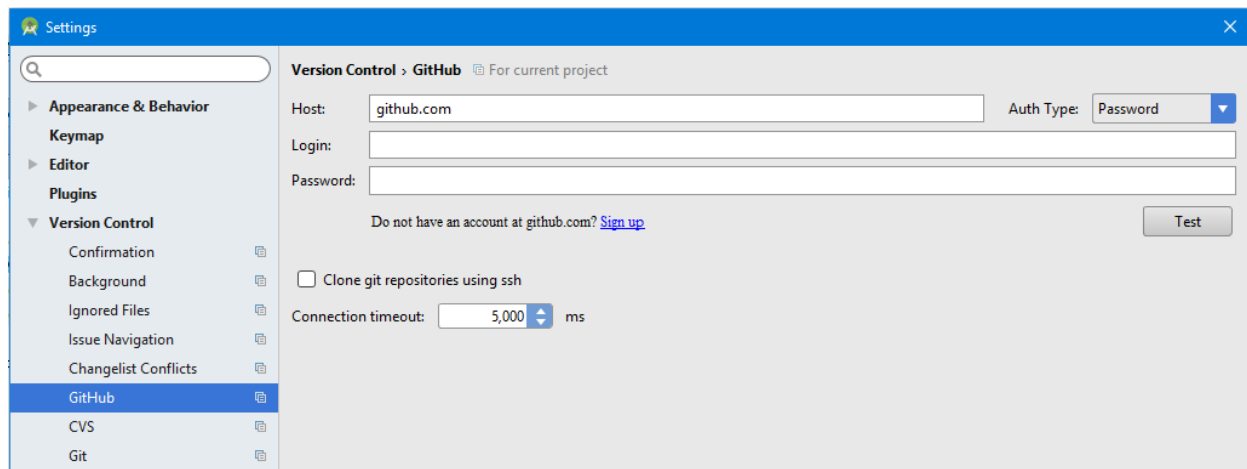 Settings
Version Control › GitHub For current project
Appearance & Behavior
Keymap
Editor
Plugins
Version Control
Confirmation
Background
Ignored Files
Issue Navigation
Changelist Conflicts
GitHub
CVS
Git
Host: github.com Auth Type: Password
Login:
Password:
Do not have an account at github.com? Sign up
Test
Clone git repositories using ssh
Connection timeout: 5,000 ms